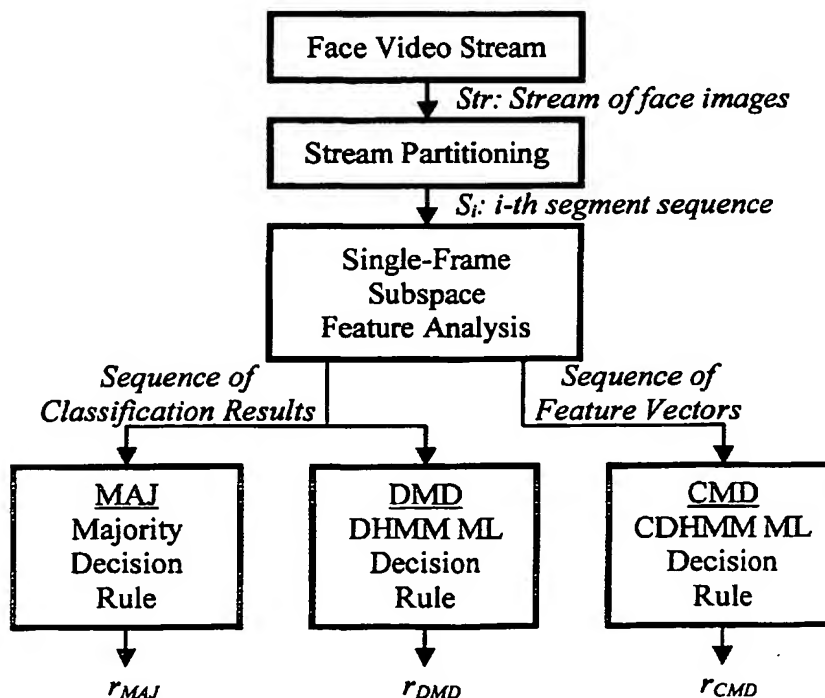 Face Video Stream
Str: Stream of face images
Stream Partitioning
Si: i-th segment sequence
Single-Frame
Subspace
Feature Analysis
Sequence of
Classification Results
Sequence of
Feature Vectors
MAJ
Majority
Decision
Rule
DMD
DHMM ML
Decision
Rule
CMD
CDHMM ML
Decision
Rule
rMAJ
rDMD
rCMD